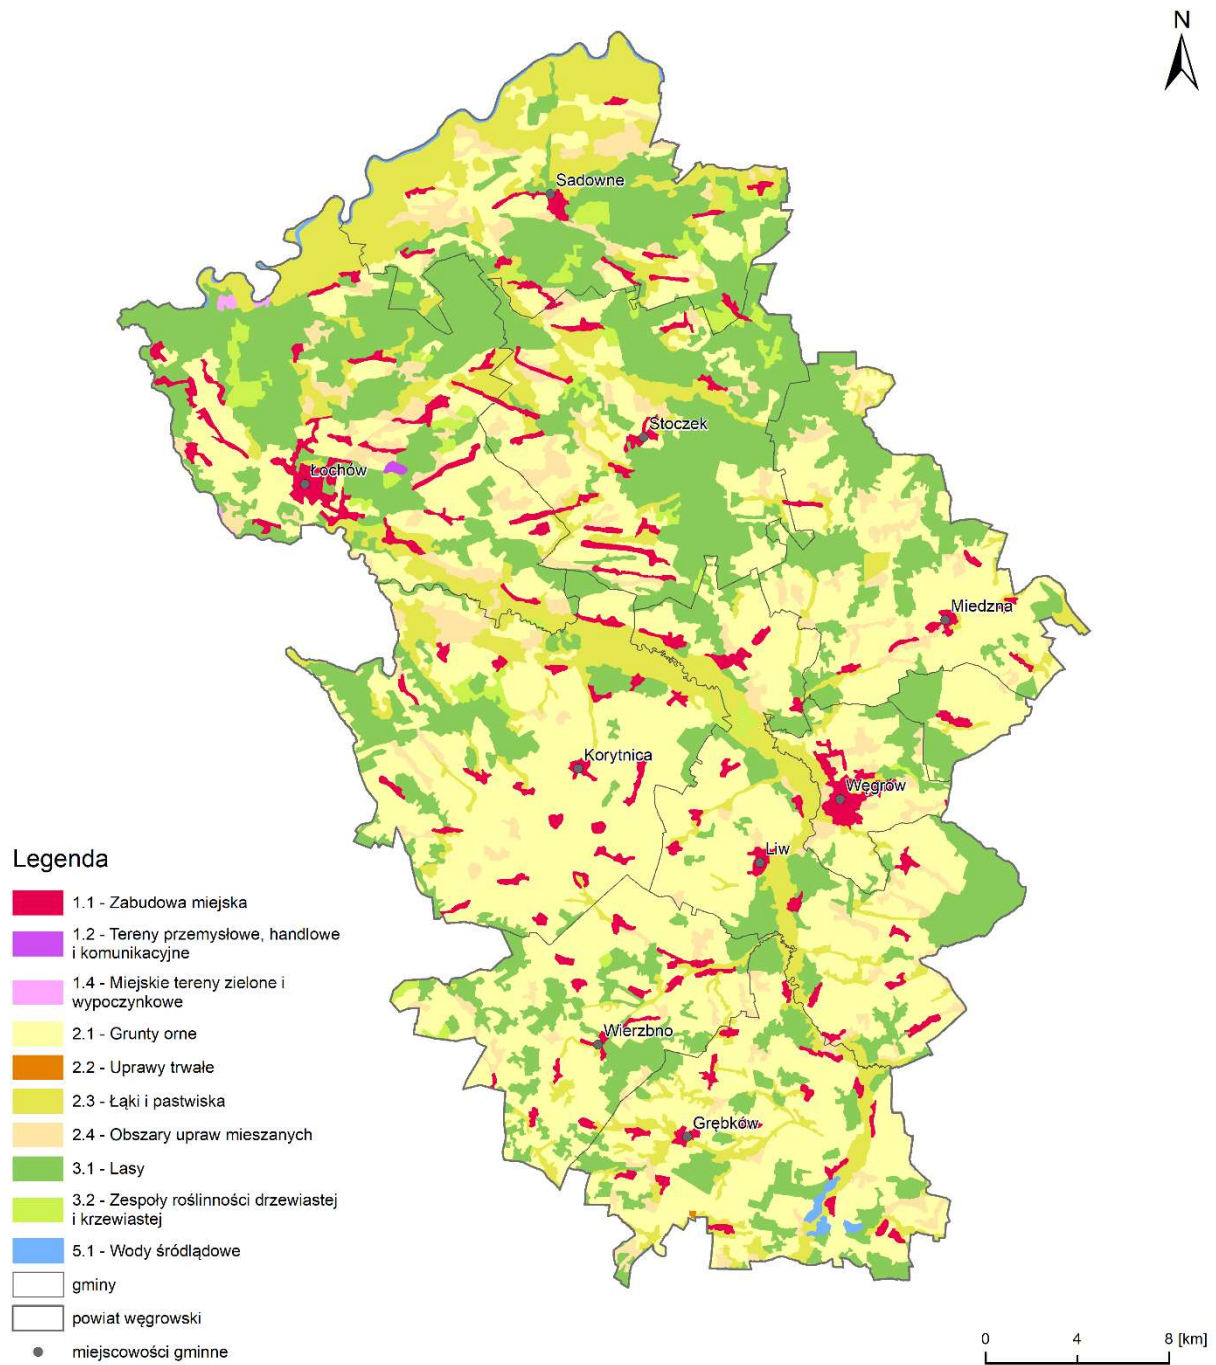 N
Sadowne
Stoczek
Łochów
Miedzna
Korytnica
Węgrów
Liw
Wierzbno
Grębków
Legenda
1.1 - Zabudowa miejska
1.2 - Tereny przemysłowe, handlowe
i komunikacyjne
1.4 - Miejskie tereny zielone i
wypoczynkowe
2.1 - Grunty orne
2.2 - Uprawy trwałe
2.3 - Łąki i pastwiska
2.4 - Obszary upraw mieszanych
3.1 - Lasy
3.2 - Zespoły roślinności drzewiastej
i krzewiastej
5.1 - Wody śródlądowe
gminy
powiat węgrowski
miejscowości gminne
0 4 8 [km]